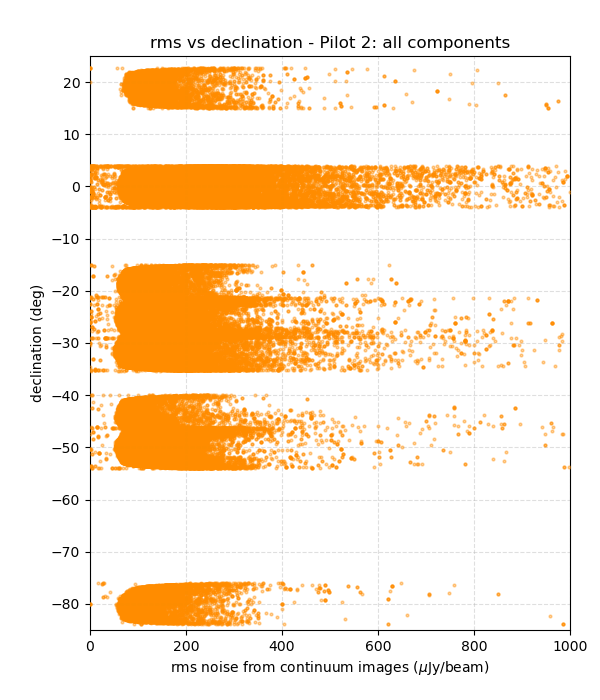 rms vs declination - Pilot 2: all components
20
10
0
−10
−20
−30
−40
−50
−60
−70
−80
declination (deg)
0 200 400 600 800 1000
rms noise from continuum images (μJy/beam)